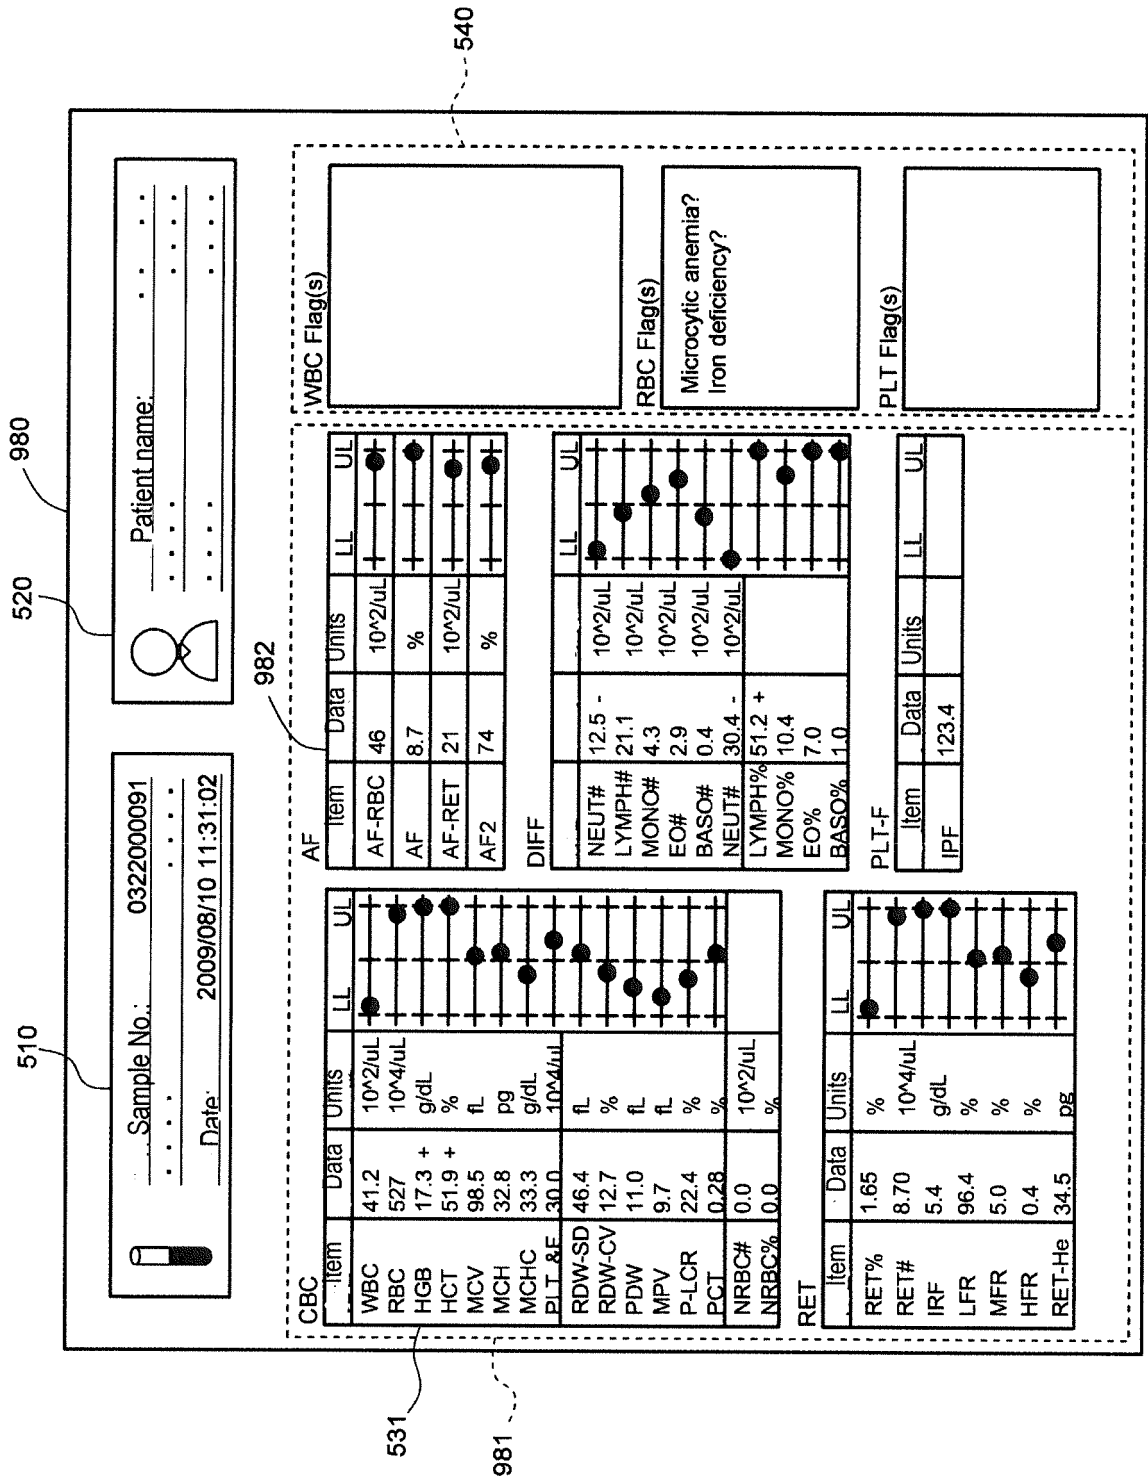 980
510
520
Sample No.: 0322000091
Date: 2009/08/10 11:31:02
Patient name:
540
982
531
981
CBC
Item Data Units LL UL
WBC 41.2 10^2/uL
RBC 527 10^4/uL
HGB 17.3 + g/dL
HCT 51.9 + %
MCV 98.5 fL
MCH 32.8 pg
MCHC 33.3 g/dL
PLT &F 30.0 10^4/uL
RDW-SD 46.4 fL
RDW-CV 12.7 %
PDW 11.0 fL
MPV 9.7 fL
P-LCR 22.4 %
PCT 0.28 %
NRBC# 0.0 10^2/uL
NRBC% 0.0 %
RET
Item Data Units LL UL
RET% 1.65 %
RET# 8.70 10^4/uL
IRF 5.4 g/dL
LFR 96.4 %
MFR 5.0 %
HFR 0.4 %
RET-He 34.5 pg
AF
Item Data Units LL UL
AF-RBC 46 10^2/uL
AF 8.7 %
AF-RET 21 10^2/uL
AF2 74 %
DIFF
LL UL
NEUT# 12.5 - 10^2/uL
LYMPH# 21.1 10^2/uL
MONO# 4.3 10^2/uL
EO# 2.9 10^2/uL
BASO# 0.4 10^2/uL
NEUT# 30.4 - 10^2/uL
LYMPH% 51.2 +
MONO% 10.4
EO% 7.0
BASO% 1.0
PLT-F
Item Data Units LL UL
IPF 123.4
WBC Flag(s)
RBC Flag(s)
Microcytic anemia?
Iron deficiency?
PLT Flag(s)